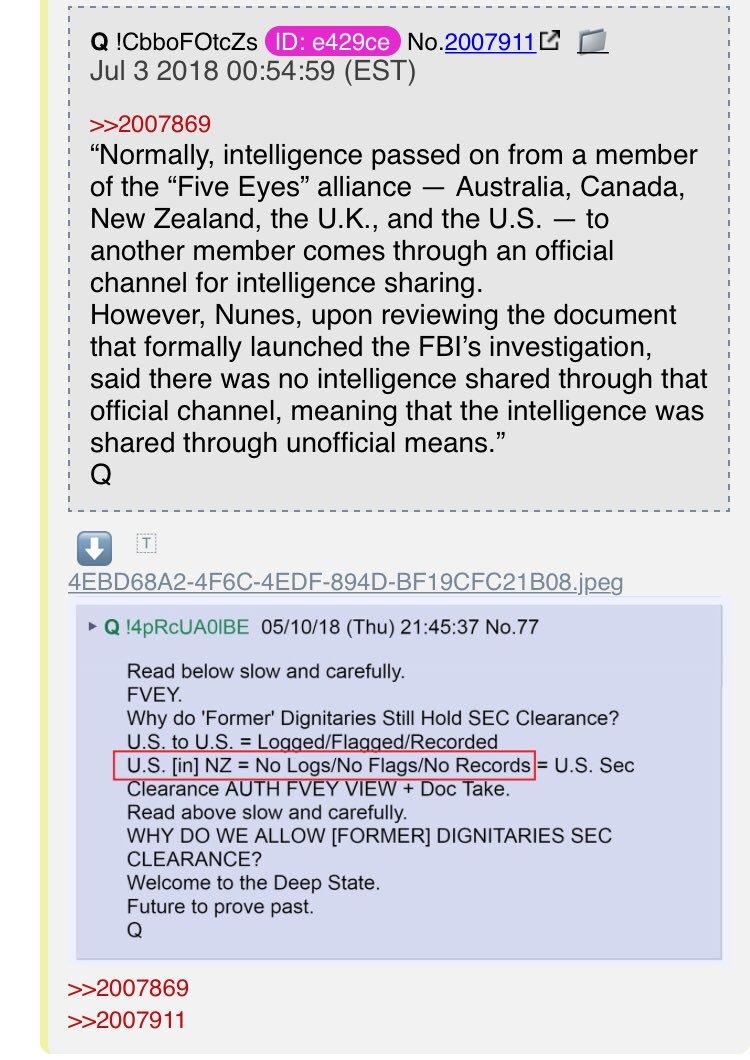 Q !CbboFOtcZs ID: e429ce No.2007911
Jul 3 2018 00:54:59 (EST)
>>2007869
“Normally, intelligence passed on from a member
of the “Five Eyes” alliance — Australia, Canada,
New Zealand, the U.K., and the U.S. — to
another member comes through an official
channel for intelligence sharing.
However, Nunes, upon reviewing the document
that formally launched the FBI’s investigation,
said there was no intelligence shared through that
official channel, meaning that the intelligence was
shared through unofficial means.”
Q
T
4EBD68A2-4F6C-4EDF-894D-BF19CFC21B08.jpeg
Q !4pRcUA0lBE 05/10/18 (Thu) 21:45:37 No.77
Read below slow and carefully.
FVEY.
Why do 'Former' Dignitaries Still Hold SEC Clearance?
U.S. to U.S. = Logged/Flagged/Recorded
U.S. [in] NZ = No Logs/No Flags/No Records = U.S. Sec
Clearance AUTH FVEY VIEW + Doc Take.
Read above slow and carefully.
WHY DO WE ALLOW [FORMER] DIGNITARIES SEC
CLEARANCE?
Welcome to the Deep State.
Future to prove past.
Q
>>2007869
>>2007911